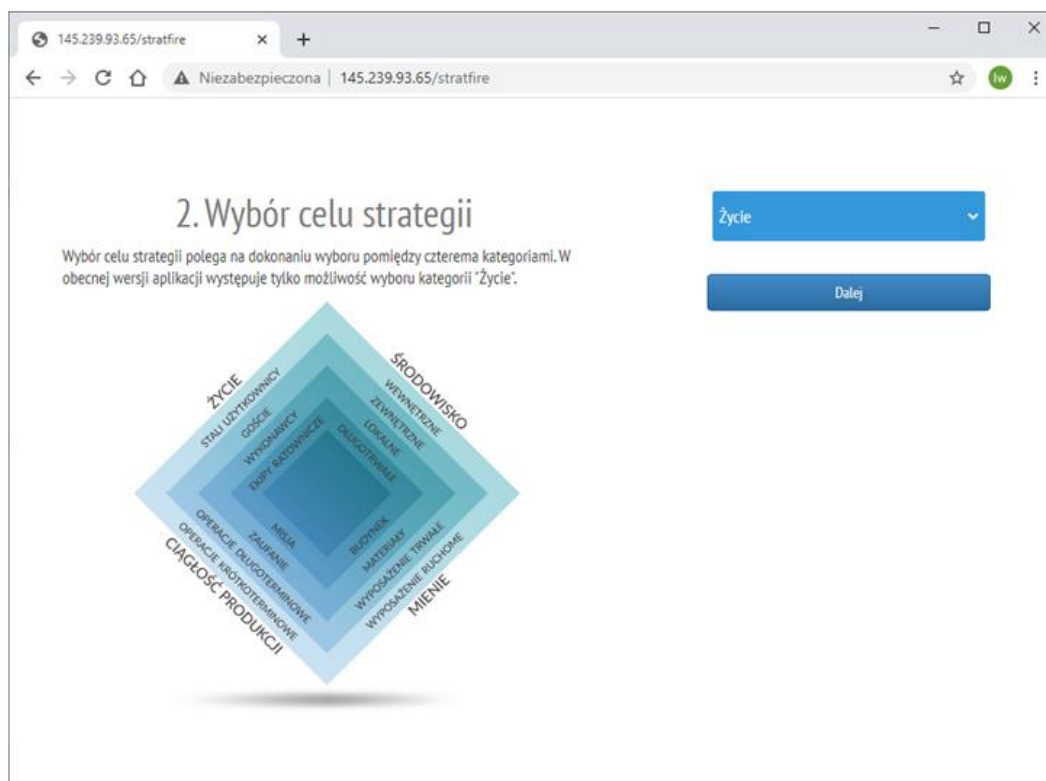 145.239.93.65/stratfire
Niezabezpieczona | 145.239.93.65/stratfire
lw
2. Wybór celu strategii
Wybór celu strategii polega na dokonaniu wyboru pomiędzy czterema kategoriami. W
obecnej wersji aplikacji występuje tylko możliwość wyboru kategorii "Życie".
Życie
Dalej
ŻYCIE
STALI UŻYTKOWNICY
GOŚCIE
WYKONAWCY
EKIPY RATOWNICZE
ŚRODOWISKO
WEWNĘTRZNE
ZEWNĘTRZNE
LOKALNE
DŁUGOTRWAŁE
MISJA
ZAUFANIE
OPERACJE DŁUGOTERMINOWE
OPERACJE KRÓTKOTERMINOWE
CIĄGŁOŚĆ PRODUKCJI
BUDYNEK
MATERIAŁY
WYPOSAŻENIE TRWAŁE
WYPOSAŻENIE RUCHOME
MIENIE